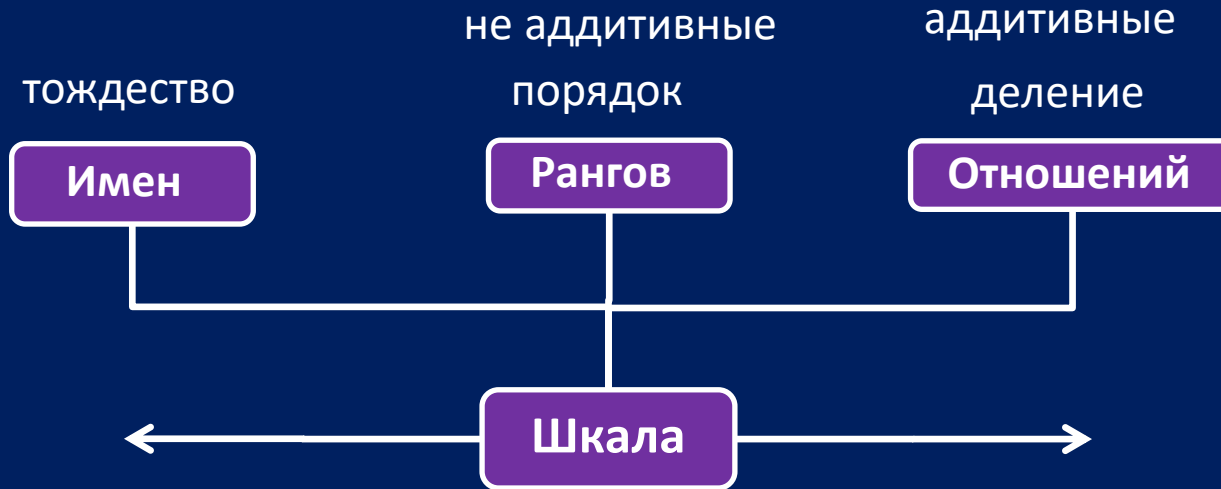 не аддитивные
аддитивные
тождество
порядок
деление
Имен
Рангов
Отношений
Шкала